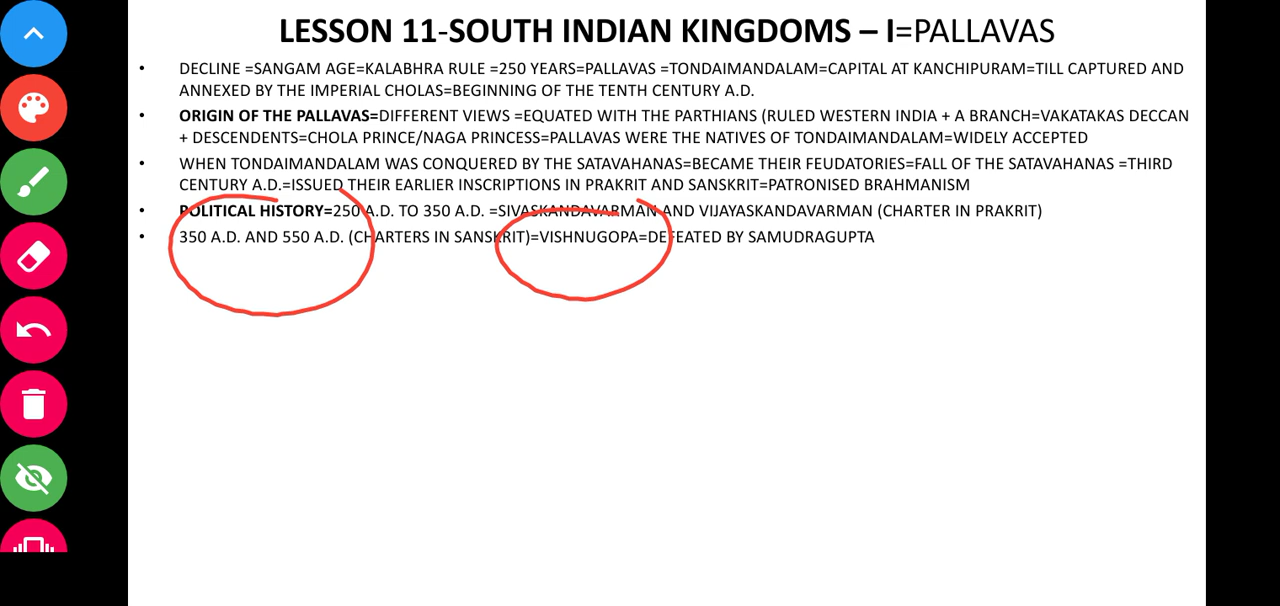 LESSON 11-SOUTH INDIAN KINGDOMS – I=PALLAVAS
• DECLINE =SANGAM AGE=KALABHRA RULE =250 YEARS=PALLAVAS =TONDAIMANDALAM=CAPITAL AT KANCHIPURAM=TILL CAPTURED AND
ANNEXED BY THE IMPERIAL CHOLAS=BEGINNING OF THE TENTH CENTURY A.D.
• ORIGIN OF THE PALLAVAS=DIFFERENT VIEWS =EQUATED WITH THE PARTHIANS (RULED WESTERN INDIA + A BRANCH=VAKATAKAS DECCAN
+ DESCENDENTS=CHOLA PRINCE/NAGA PRINCESS=PALLAVAS WERE THE NATIVES OF TONDAIMANDALAM=WIDELY ACCEPTED
• WHEN TONDAIMANDALAM WAS CONQUERED BY THE SATAVAHANAS=BECAME THEIR FEUDATORIES=FALL OF THE SATAVAHANAS =THIRD
CENTURY A.D.=ISSUED THEIR EARLIER INSCRIPTIONS IN PRAKRIT AND SANSKRIT=PATRONISED BRAHMANISM
• POLITICAL HISTORY=250 A.D. TO 350 A.D. =SIVASKANDAVARMAN AND VIJAYASKANDAVARMAN (CHARTER IN PRAKRIT)
• 350 A.D. AND 550 A.D. (CHARTERS IN SANSKRIT)=VISHNUGOPA=DEFEATED BY SAMUDRAGUPTA